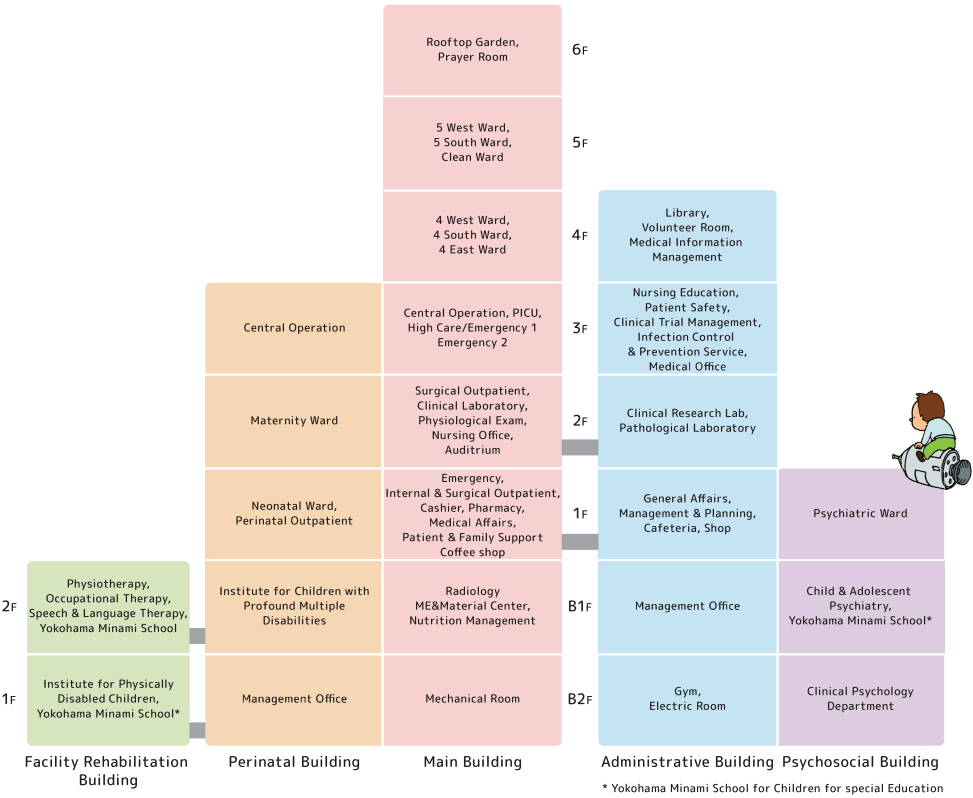 Rooftop Garden,
Prayer Room
6F
5 West Ward,
5 South Ward,
Clean Ward
5F
4 West Ward,
4 South Ward,
4 East Ward
4F
Library,
Volunteer Room,
Medical Information
Management
Central Operation
Central Operation, PICU,
High Care/Emergency 1
Emergency 2
3F
Nursing Education,
Patient Safety,
Clinical Trial Management,
Infection Control
& Prevention Service,
Medical Office
Maternity Ward
Surgical Outpatient,
Clinical Laboratory,
Physiological Exam,
Nursing Office,
Auditrium
2F
Clinical Research Lab,
Pathological Laboratory
Neonatal Ward,
Perinatal Outpatient
Emergency,
Internal & Surgical Outpatient,
Cashier, Pharmacy,
Medical Affairs,
Patient & Family Support
Coffee shop
1F
General Affairs,
Management & Planning,
Cafeteria, Shop
Psychiatric Ward
2F
Physiotherapy,
Occupational Therapy,
Speech & Language Therapy,
Yokohama Minami School
Institute for Children with
Profound Multiple
Disabilities
Radiology
ME&Material Center,
Nutrition Management
B1F
Management Office
Child & Adolescent
Psychiatry,
Yokohama Minami School*
1F
Institute for Physically
Disabled Children,
Yokohama Minami School*
Management Office
Mechanical Room
B2F
Gym,
Electric Room
Clinical Psychology
Department
Facility Rehabilitation
Building
Perinatal Building
Main Building
Administrative Building
Psychosocial Building
* Yokohama Minami School for Children for special Education